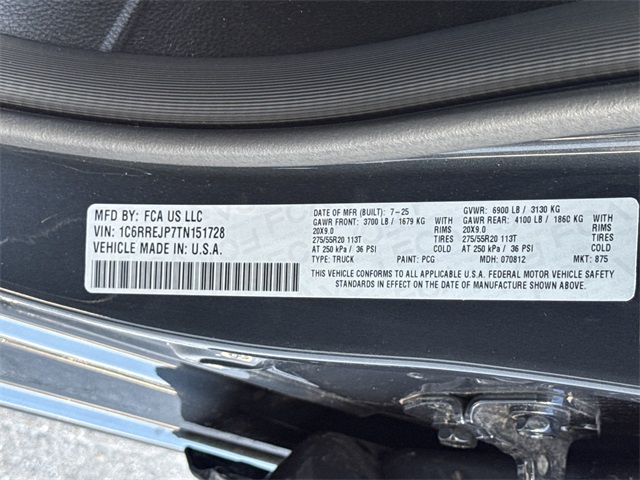 MFD BY: FCA US LLC
VIN: 1C6RREJP7TN151728
VEHICLE MADE IN U.S.A.
DATE OF MFR (BUILT): 7-25 GVWR: 6900 LB / 3130 KG
GAWR FRONT: 3700 LB / 1679 KG WITH GAWR REAR: 4100 LB / 1860 KG WITH
20X9.0 RIMS 20X9.0 RIMS
275/55R20 113T 275/55R20 113T
AT 250 kPa / 36 PSI COLD AT 250 kPa / 36 PSI COLD
TYPE: TRUCK PAINT: PCG MDH: 070812 MKT: 875
THIS VEHICLE CONFORMS TO ALL APPLICABLE U.S.A. FEDERAL MOTOR VEHICLE SAFETY
STANDARDS IN EFFECT ON THE DATE OF MANUFACTURE SHOWN ABOVE.